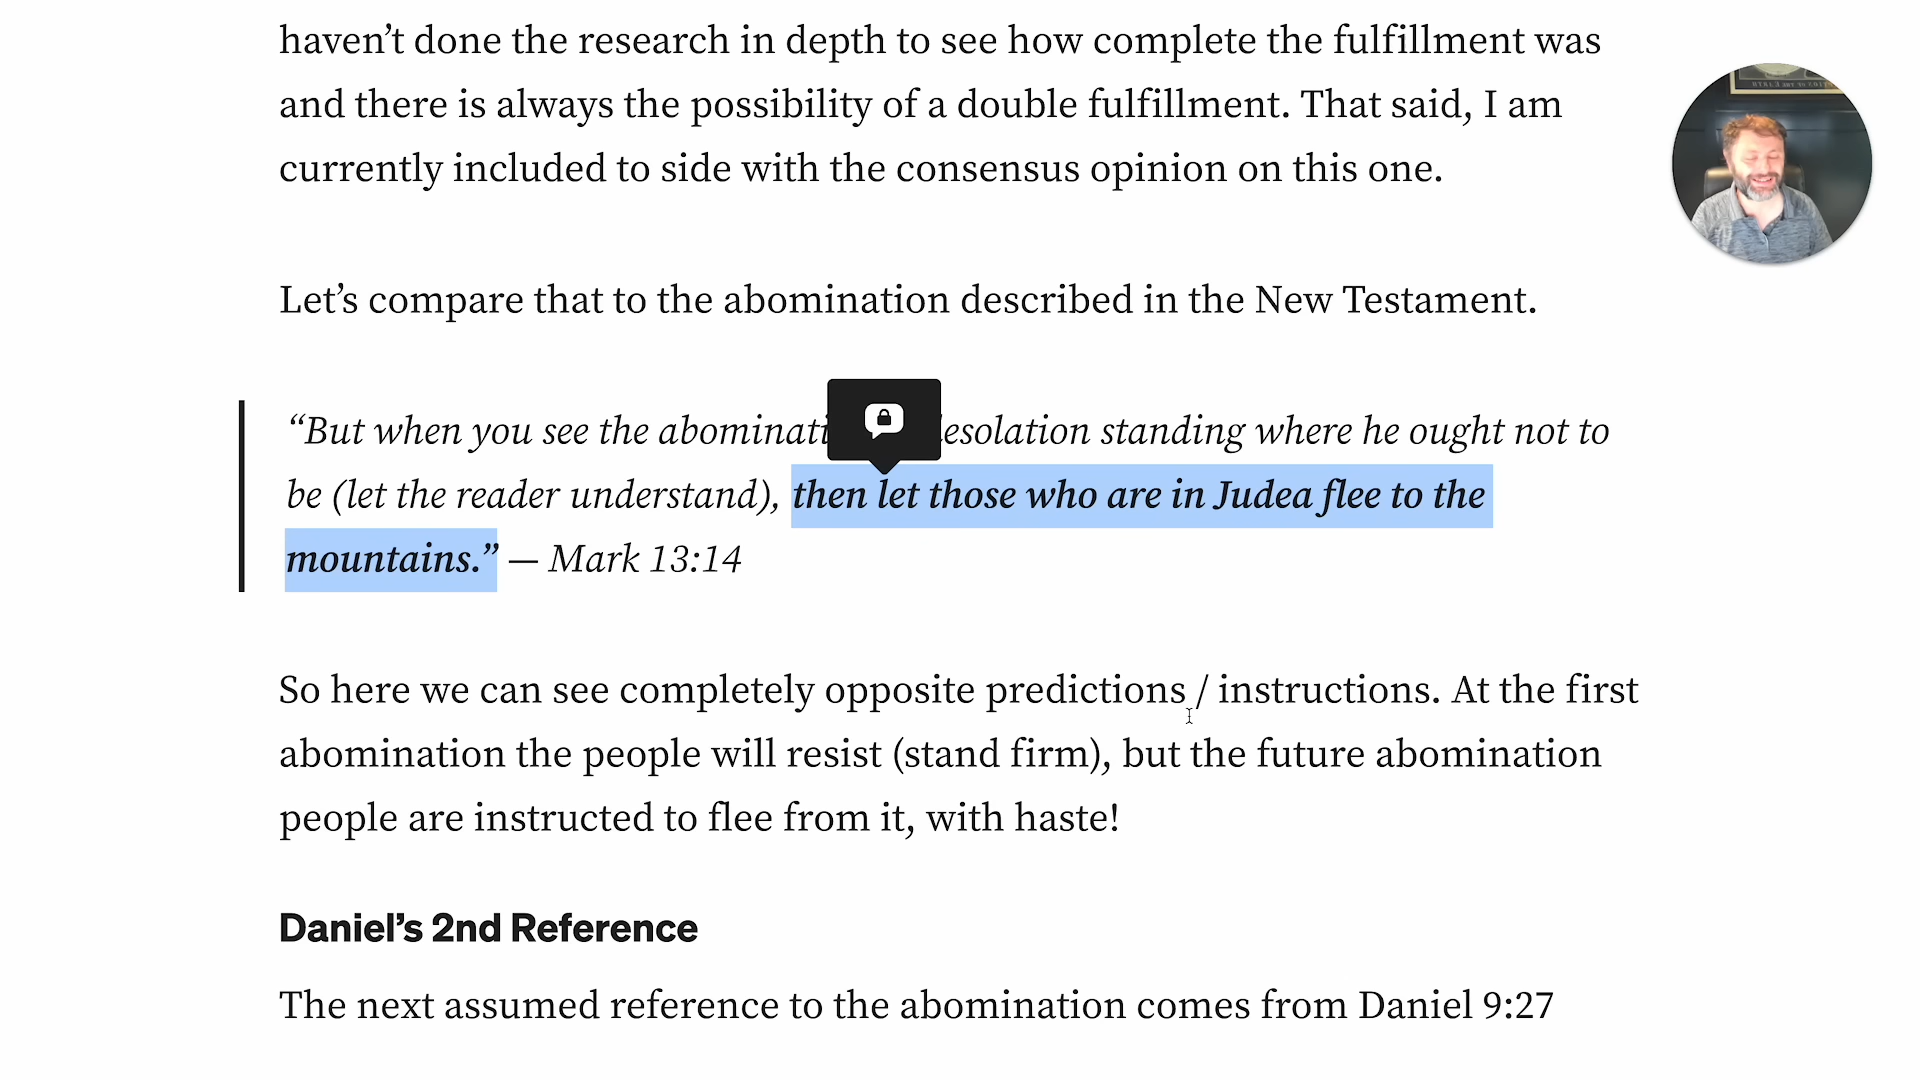 haven’t done the research in depth to see how complete the fulfillment was
and there is always the possibility of a double fulfillment. That said, I am
currently included to side with the consensus opinion on this one.
Let’s compare that to the abomination described in the New Testament.
“But when you see the abominati esolation standing where he ought not to
be (let the reader understand), then let those who are in Judea flee to the
mountains.” — Mark 13:14
So here we can see completely opposite predictions / instructions. At the first
abomination the people will resist (stand firm), but the future abomination
people are instructed to flee from it, with haste!
Daniel’s 2nd Reference
The next assumed reference to the abomination comes from Daniel 9:27